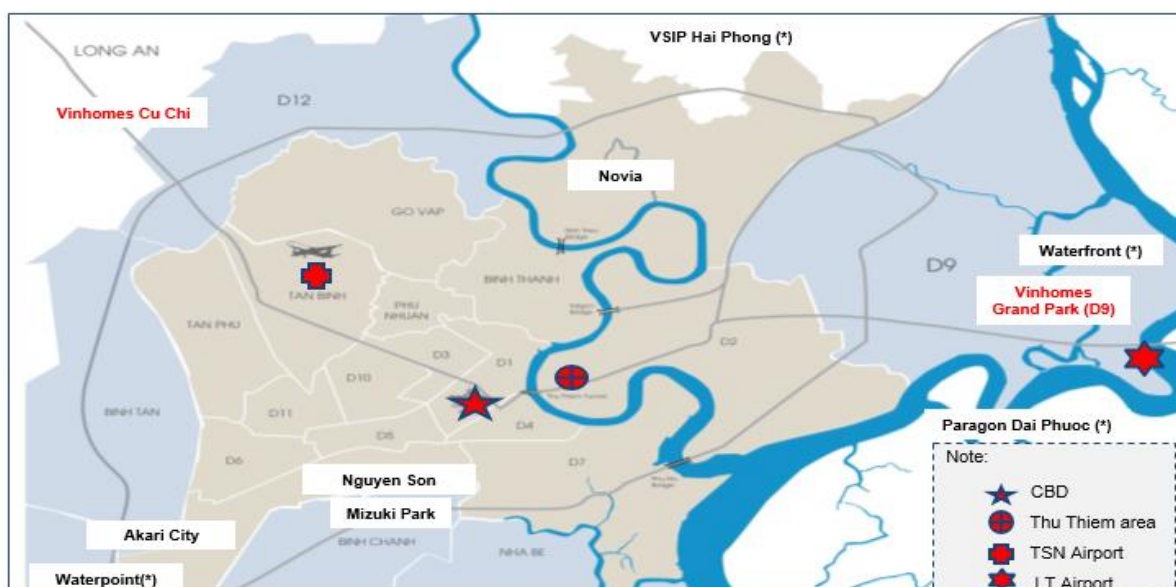 VSIP Hai Phong (*)
LONG AN
Vinhomes Cu Chi
D12
Novia
GO VAP
Waterfront (*)
D9
BINH THANH
TAN BINH
Vinhomes
Grand Park (D9)
PHU
NHUAN
TAN PHU
D3
D1
D2
D10
Thu Thiem Tunnel
BINH TAN
D11
D4
D5
Paragon Dai Phuoc (*)
D6
D7
Note:
Nguyen Son
CBD
Mizuki Park
Thu Thiem area
Akari City
BINH CHANH
NHA BE
TSN Airport
Waterpoint(*)
LT Airport